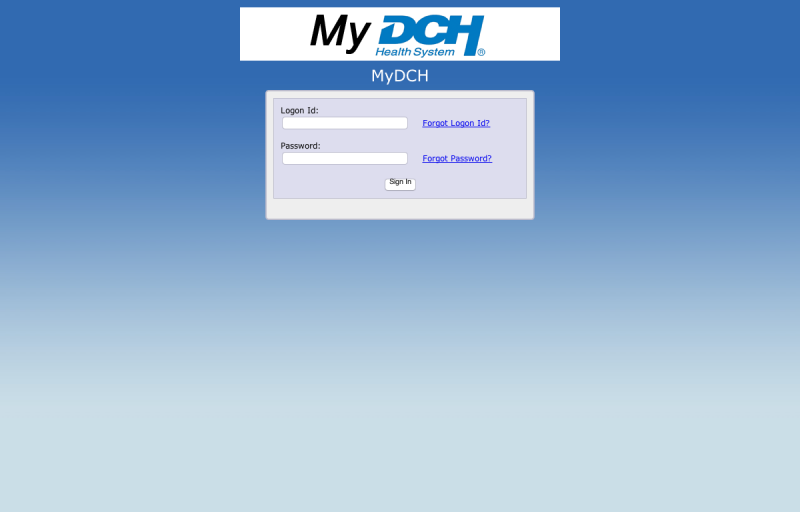 My DCH
Health System®
MyDCH
Logon Id:
Forgot Logon Id?
Password:
Forgot Password?
Sign In